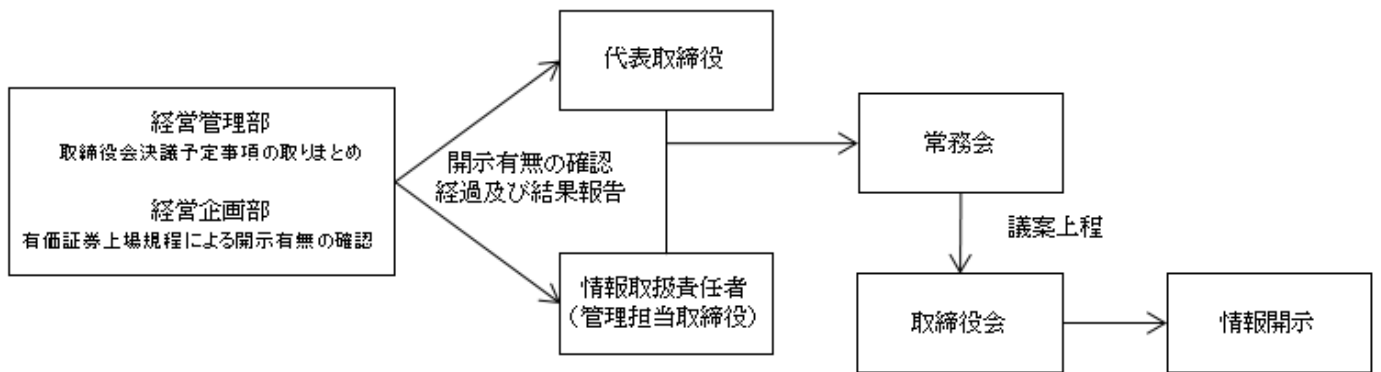 経営管理部
取締役会決議予定事項の取りまとめ
経営企画部
有価証券上場規程による開示有無の確認
開示有無の確認
経過及び結果報告
代表取締役
情報取扱責任者
（管理担当取締役）
常務会
議案上程
取締役会
情報開示